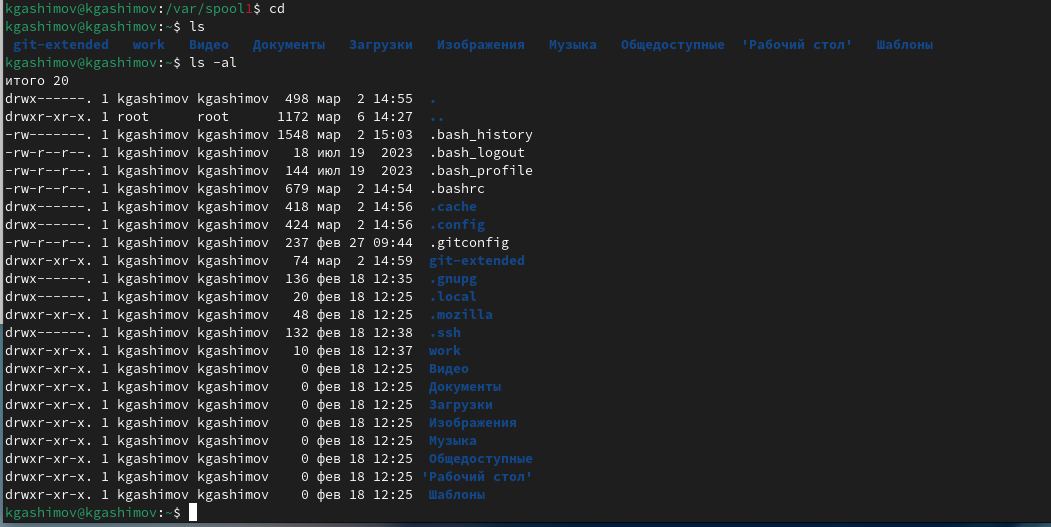 kgashimov@kgashimov:/var/spool1$ cd
kgashimov@kgashimov:~$ ls
git-extended work Видео Документы Загрузки Изображения Музыка Общедоступные 'Рабочий стол' Шаблоны
kgashimov@kgashimov:~$ ls -al
итого 20
drwx------. 1 kgashimov kgashimov 498 мар 2 14:55 .
drwxr-xr-x. 1 root root 1172 мар 6 14:27 ..
-rw-------. 1 kgashimov kgashimov 1548 мар 2 15:03 .bash_history
-rw-r--r--. 1 kgashimov kgashimov 18 июл 19 2023 .bash_logout
-rw-r--r--. 1 kgashimov kgashimov 144 июл 19 2023 .bash_profile
-rw-r--r--. 1 kgashimov kgashimov 679 мар 2 14:54 .bashrc
drwx------. 1 kgashimov kgashimov 418 мар 2 14:56 .cache
drwx------. 1 kgashimov kgashimov 424 мар 2 14:56 .config
-rw-r--r--. 1 kgashimov kgashimov 237 фев 27 09:44 .gitconfig
drwxr-xr-x. 1 kgashimov kgashimov 74 мар 2 14:59 git-extended
drwx------. 1 kgashimov kgashimov 136 фев 18 12:35 .gnupg
drwx------. 1 kgashimov kgashimov 20 фев 18 12:25 .local
drwxr-xr-x. 1 kgashimov kgashimov 48 фев 18 12:25 .mozilla
drwx------. 1 kgashimov kgashimov 132 фев 18 12:38 .ssh
drwxr-xr-x. 1 kgashimov kgashimov 10 фев 18 12:37 work
drwxr-xr-x. 1 kgashimov kgashimov 0 фев 18 12:25 Видео
drwxr-xr-x. 1 kgashimov kgashimov 0 фев 18 12:25 Документы
drwxr-xr-x. 1 kgashimov kgashimov 0 фев 18 12:25 Загрузки
drwxr-xr-x. 1 kgashimov kgashimov 0 фев 18 12:25 Изображения
drwxr-xr-x. 1 kgashimov kgashimov 0 фев 18 12:25 Музыка
drwxr-xr-x. 1 kgashimov kgashimov 0 фев 18 12:25 Общедоступные
drwxr-xr-x. 1 kgashimov kgashimov 0 фев 18 12:25 'Рабочий стол'
drwxr-xr-x. 1 kgashimov kgashimov 0 фев 18 12:25 Шаблоны
kgashimov@kgashimov:~$